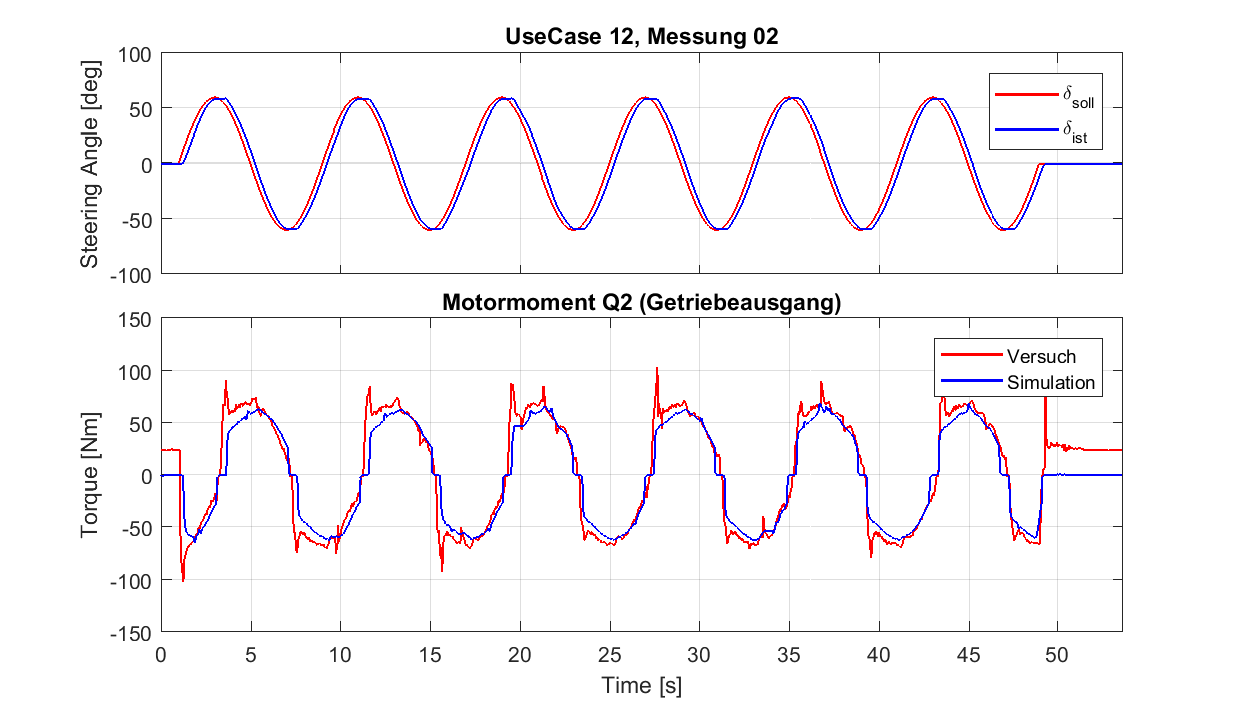 UseCase 12, Messung 02
Steering Angle [deg]
100
50
0
-50
-100
δsoll
δist
Motormoment Q2 (Getriebeausgang)
Torque [Nm]
150
100
50
0
-50
-100
-150
Versuch
Simulation
0 5 10 15 20 25 30 35 40 45 50
Time [s]